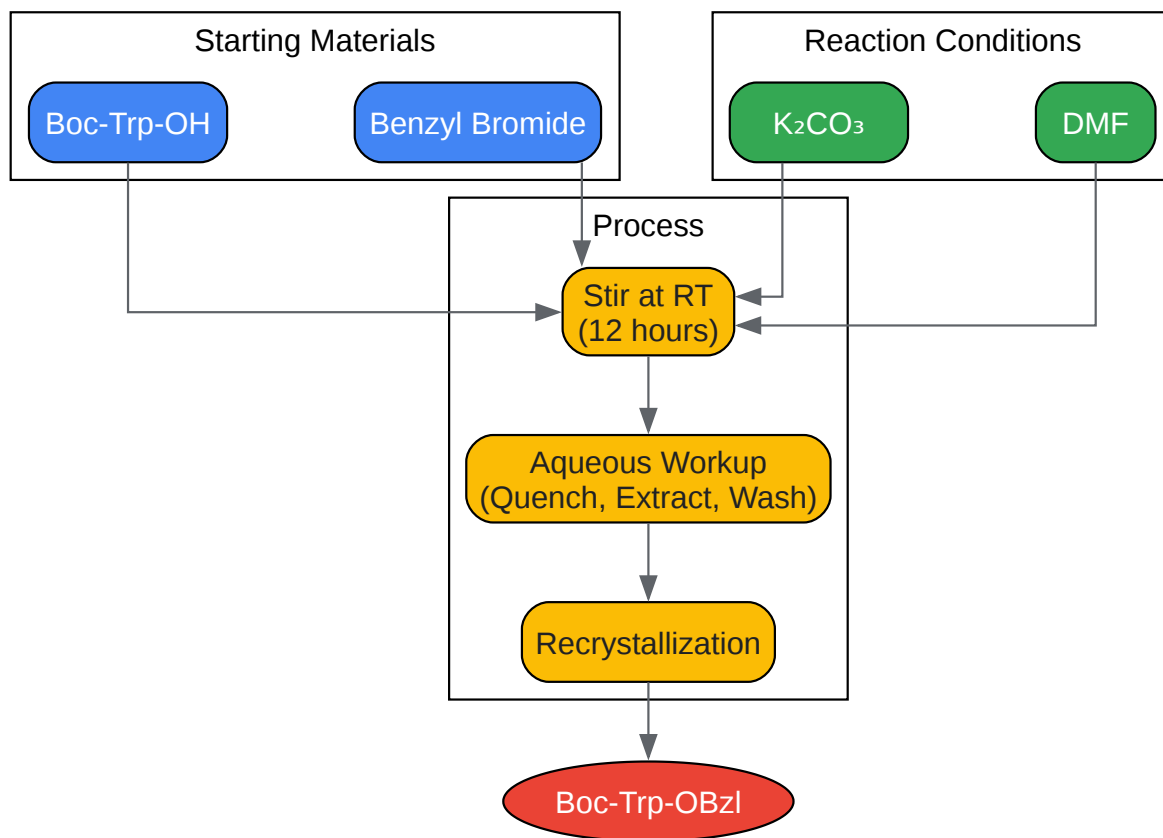 Starting Materials
Reaction Conditions
Boc-Trp-OH
Benzyl Bromide
K₂CO₃
DMF
Process
Stir at RT
(12 hours)
Aqueous Workup
(Quench, Extract, Wash)
Recrystallization
Boc-Trp-OBzl